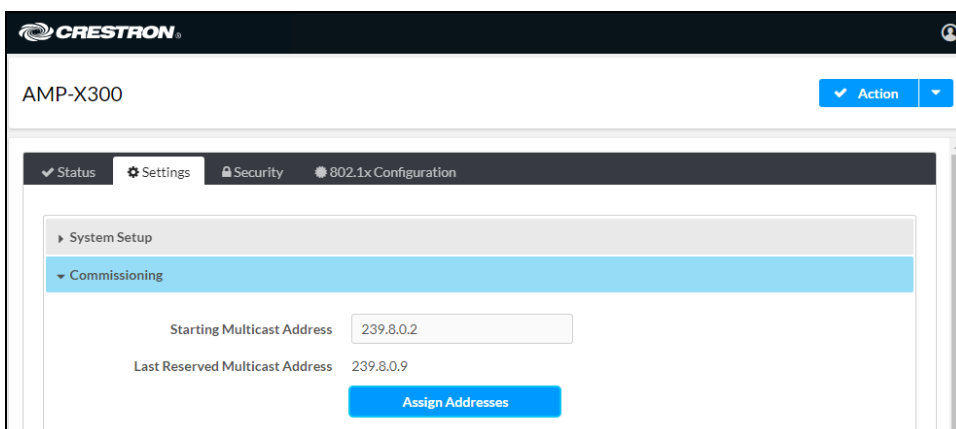 CRESTRON®
AMP-X300
Action
Status Settings Security 802.1x Configuration
System Setup
Commissioning
Starting Multicast Address 239.8.0.2
Last Reserved Multicast Address 239.8.0.9
Assign Addresses